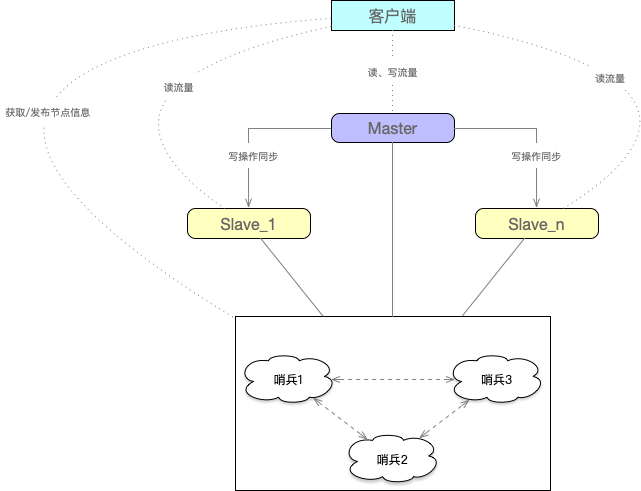 客户端
读流量
读、写流量
读流量
获取/发布节点信息
Master
写操作同步
写操作同步
Slave_1
Slave_n
哨兵1
哨兵3
哨兵2